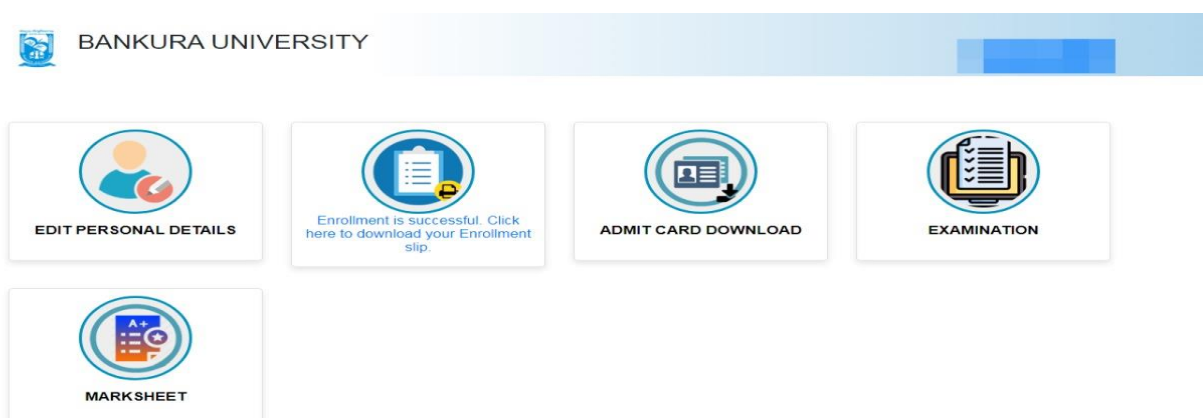 BANKURA UNIVERSITY
EDIT PERSONAL DETAILS
Enrollment is successful. Click
here to download your Enrollment
slip.
ADMIT CARD DOWNLOAD
EXAMINATION
A+
MARKSHEET